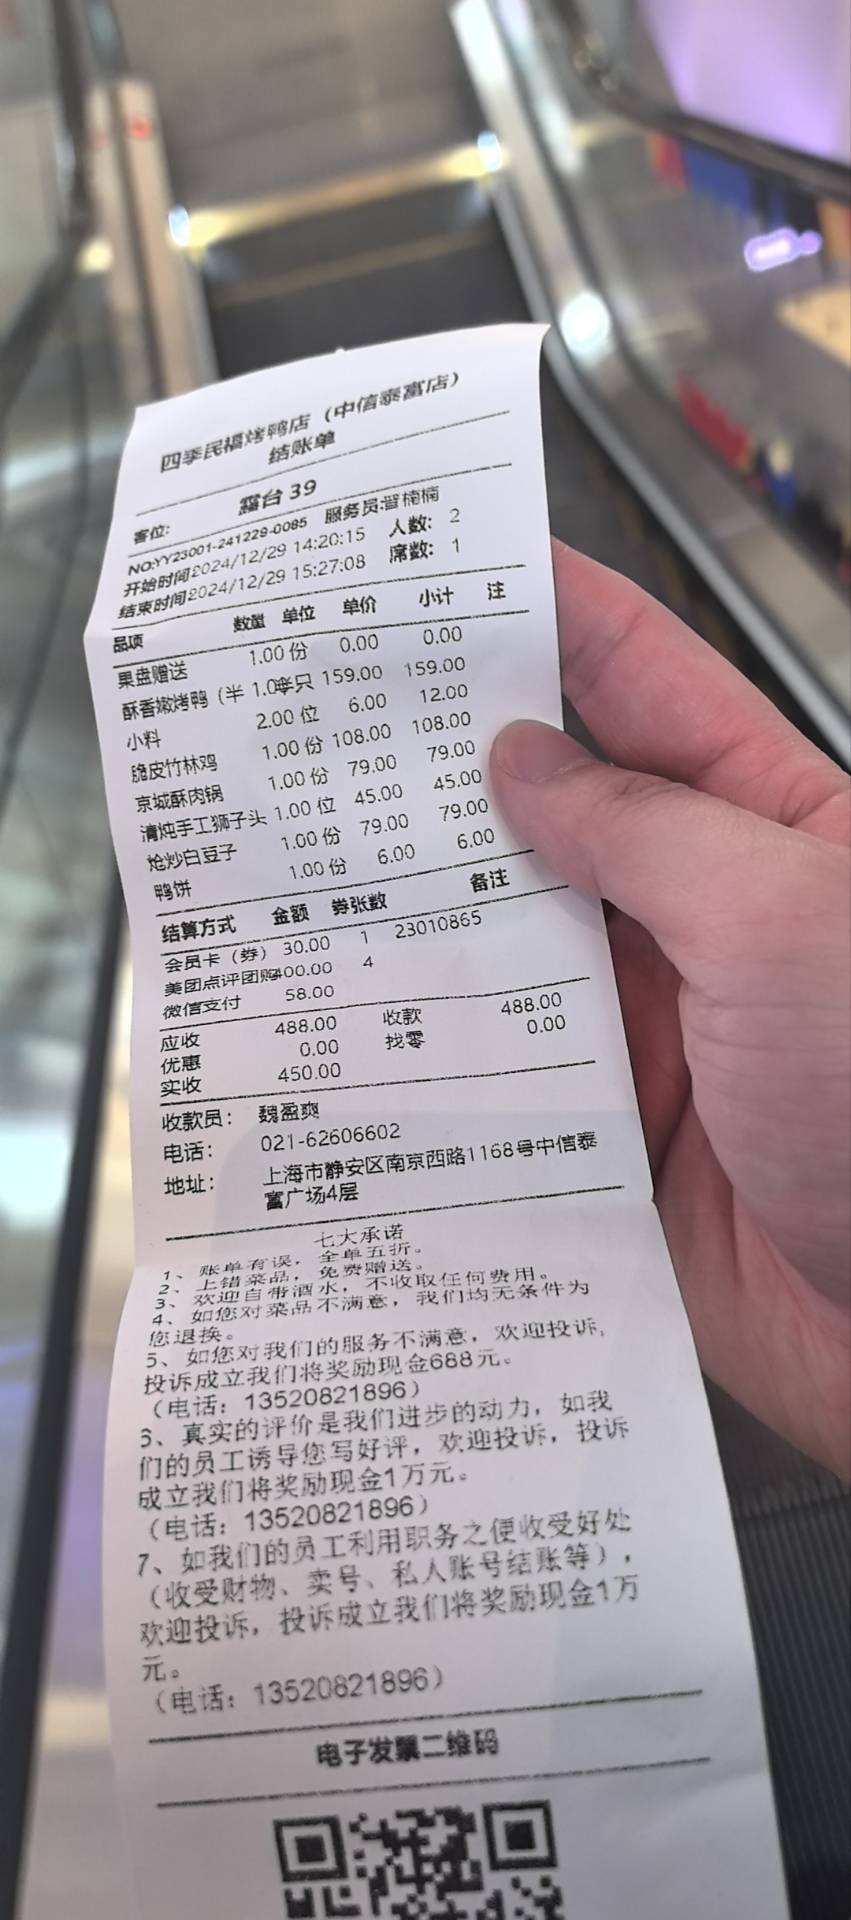 四季民福烤鸭店（中信泰富店）
结账单
客位: 露台 39
NO:YY23001-241229-0085 服务员:昝楠楠
开始时间2024/12/29 14:20:15 人数: 2
结束时间2024/12/29 15:27:08 席数: 1
品项 数量 单位 单价 小计 注
果盘赠送 1.00 份 0.00 0.00
酥香嫩烤鸭（半 1.0 半只 159.00 159.00
小料 2.00 位 6.00 12.00
脆皮竹林鸡 1.00 份 108.00 108.00
京城酥肉锅 1.00 份 79.00 79.00
清炖手工狮子头 1.00 位 45.00 45.00
炝炒白豆子 1.00 份 79.00 79.00
鸭饼 1.00 份 6.00 6.00
结算方式 金额 券张数 备注
会员卡（券） 30.00 1 23010865
美团点评团购400.00 4
微信支付 58.00
应收 488.00 收款 488.00
优惠 0.00 找零 0.00
实收 450.00
收款员: 魏盈爽
电话: 021-62606602
地址: 上海市静安区南京西路1168号中信泰
富广场4层
七大承诺
1、账单有误，全单五折。
2、上错菜品，免费赠送。
3、欢迎自带酒水，不收取任何费用。
4、如您对菜品不满意，我们均无条件为
您退换。
5、如您对我们的服务不满意，欢迎投诉,
投诉成立我们将奖励现金688元。
（电话: 13520821896）
6、真实的评价是我们进步的动力，如我
们的员工诱导您写好评，欢迎投诉，投诉
成立我们将奖励现金1万元。
（电话: 13520821896）
7、如我们的员工利用职务之便收受好处
（收受财物、卖号、私人账号结账等），
欢迎投诉，投诉成立我们将奖励现金1万
元。
（电话: 13520821896）
电子发票二维码